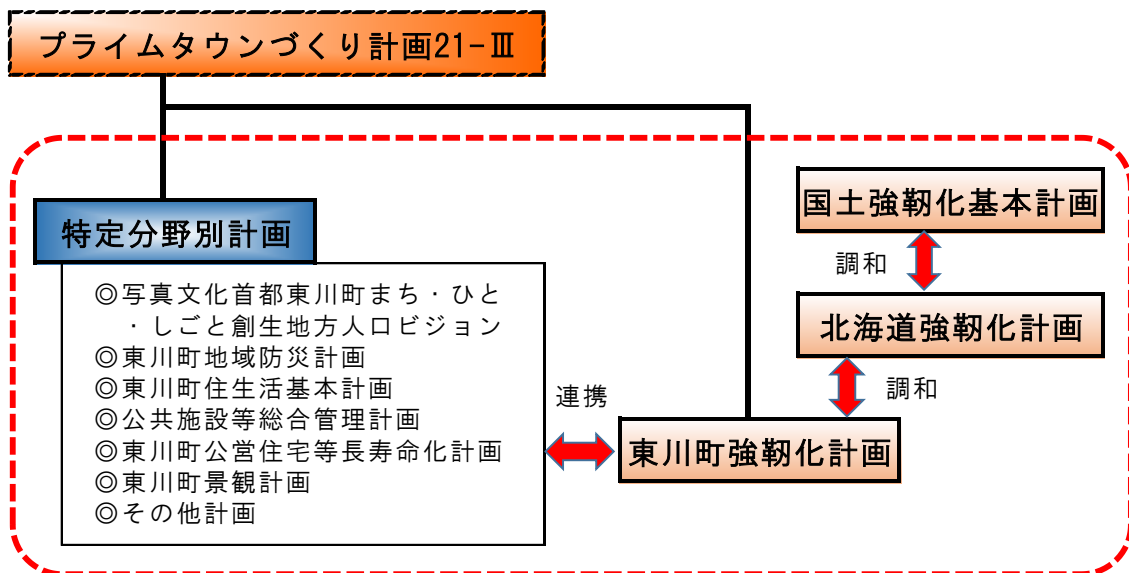 プライムタウンづくり計画21-Ⅲ
特定分野別計画
◎写真文化首都東川町まち・ひと
・しごと創生地方人口ビジョン
◎東川町地域防災計画
◎東川町住生活基本計画
◎公共施設等総合管理計画
◎東川町公営住宅等長寿命化計画
◎東川町景観計画
◎その他計画
連携
国土強靭化基本計画
調和
北海道強靭化計画
調和
東川町強靭化計画